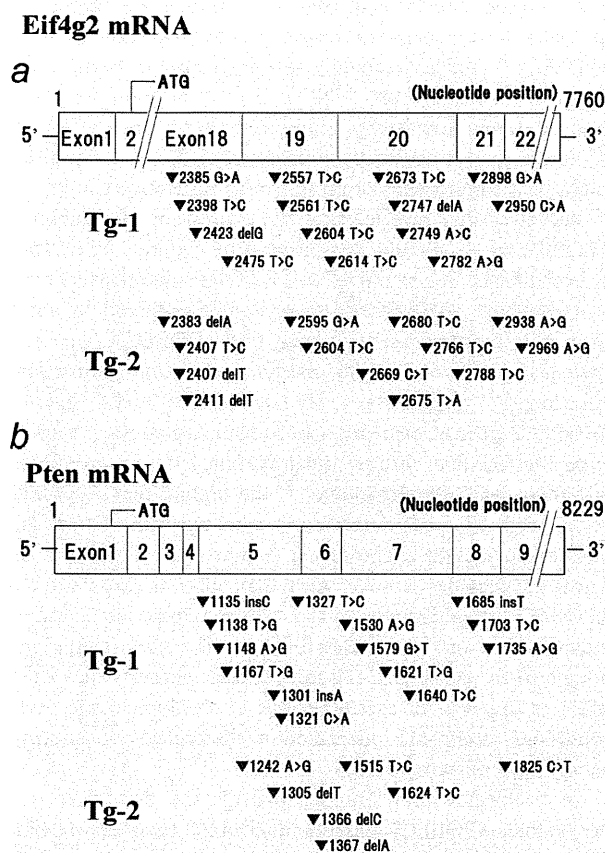 Eif4g2 mRNA
a
ATG
(Nucleotide position)
1
7760
5' Exon1 2 Exon18 19 20 21 22 3'
▼2385 G>A ▼2557 T>C ▼2673 T>C ▼2898 G>A
▼2398 T>C ▼2561 T>C ▼2747 delA ▼2950 C>A
Tg-1
▼2423 delG ▼2604 T>C ▼2749 A>C
▼2475 T>C ▼2614 T>C ▼2782 A>G
▼2383 delA ▼2595 G>A ▼2680 T>C ▼2938 A>G
Tg-2
▼2407 T>C ▼2604 T>C ▼2766 T>C ▼2969 A>G
▼2407 delT ▼2669 C>T ▼2788 T>C
▼2411 delT ▼2675 T>A
b
Pten mRNA
1
ATG
(Nucleotide position)
8229
5' Exon1 2 3 4 5 6 7 8 9 3'
▼1135 insC ▼1327 T>C ▼1685 insT
▼1138 T>G ▼1530 A>G ▼1703 T>C
Tg-1
▼1148 A>G ▼1579 G>T ▼1735 A>G
▼1167 T>G ▼1621 T>G
▼1301 insA ▼1640 T>C
▼1321 C>A
▼1242 A>G ▼1515 T>C ▼1825 C>T
▼1305 delT ▼1624 T>C
Tg-2
▼1366 delC
▼1367 delA